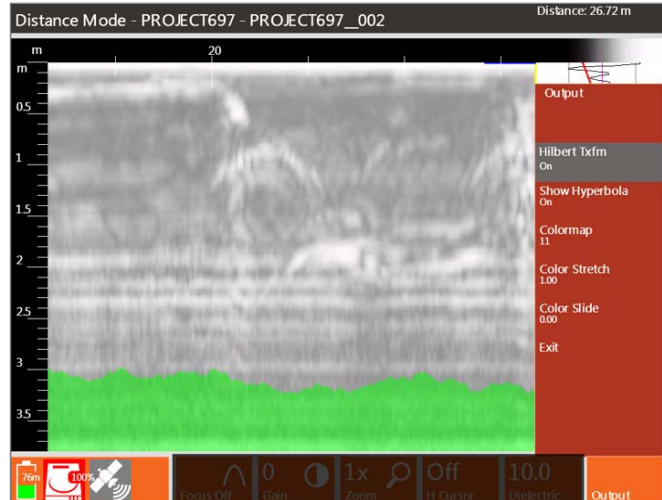 Distance Mode - PROJECT697 - PROJECT697__002
Distance: 26.72 m
m
20
m
0.5
1
1.5
2
2.5
3
3.5
Output
Hilbert Txfm
On
Show Hyperbola
On
Colormap
11
Color Stretch
1.00
Color Slide
0.00
Exit
76m
100%
0
1x
Off
10.0
Focus Off
Gain
Zoom
H Cursor
Dielectric
Output